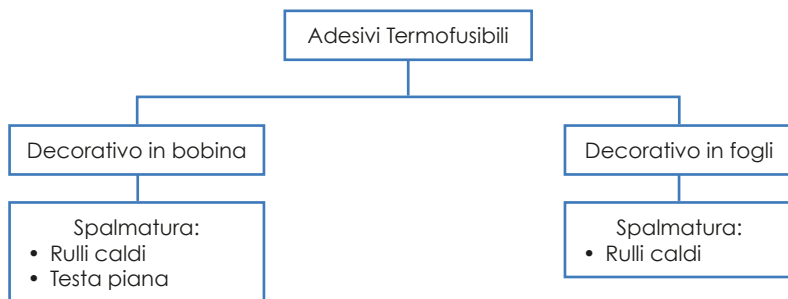 Adesivi Termofusibili
Decorativo in bobina
Decorativo in fogli
Spalmatura:
• Rulli caldi
• Testa piana
Spalmatura:
• Rulli caldi